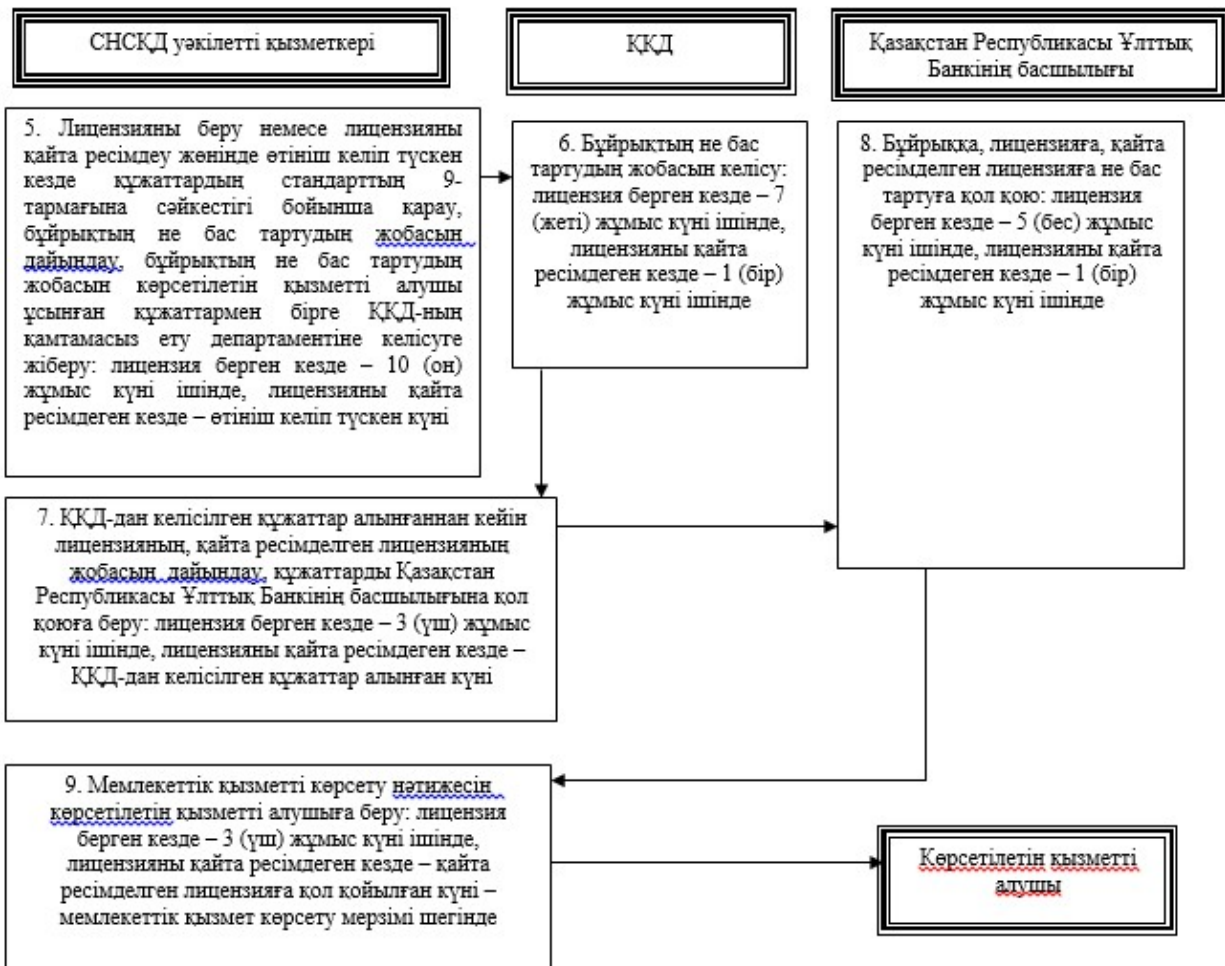 СНСҚД уәкілетті қызметкері
ҚҚД
Қазақстан Республикасы Ұлттық
Банкінің басшылығы
5. Лицензияны беру немесе лицензияны
қайта ресімдеу жөнінде өтініш келіп түскен
кезде құжаттардың стандарттың 9-
тармағына сәйкестігі бойынша қарау,
бұйрықтың не бас тартудың жобасын
дайындау, бұйрықтың не бас тартудың
жобасын көрсетілетін қызметті алушы
ұсынған құжаттармен бірге ҚҚД-ның
қамтамасыз ету департаментіне келісуге
жіберу: лицензия берген кезде – 10 (он)
жұмыс күні ішінде, лицензияны қайта
ресімдеген кезде – өтініш келіп түскен күні
6. Бұйрықтың не бас
тартудың жобасын келісу:
лицензия берген кезде – 7
(жеті) жұмыс күні ішінде,
лицензияны қайта
ресімдеген кезде – 1 (бір)
жұмыс күні ішінде
8. Бұйрыққа, лицензияға, қайта
ресімделген лицензияға не бас
тартуға қол қою: лицензия
берген кезде – 5 (бес) жұмыс
күні ішінде, лицензияны қайта
ресімдеген кезде – 1 (бір)
жұмыс күні ішінде
7. ҚҚД-дан келісілген құжаттар алынғаннан кейін
лицензияның, қайта ресімделген лицензияның
жобасын дайындау, құжаттарды Қазақстан
Республикасы Ұлттық Банкінің басшылығына қол
қоюға беру: лицензия берген кезде – 3 (үш) жұмыс
күні ішінде, лицензияны қайта ресімдеген кезде –
ҚҚД-дан келісілген құжаттар алынған күні
9. Мемлекеттік қызметті көрсету нәтижесін
көрсетілетін қызметті алушыға беру: лицензия
берген кезде – 3 (үш) жұмыс күні ішінде,
лицензияны қайта ресімдеген кезде – қайта
ресімделген лицензияға қол қойылған күні –
мемлекеттік қызмет көрсету мерзімі шегінде
Көрсетілетін қызметті
алушы